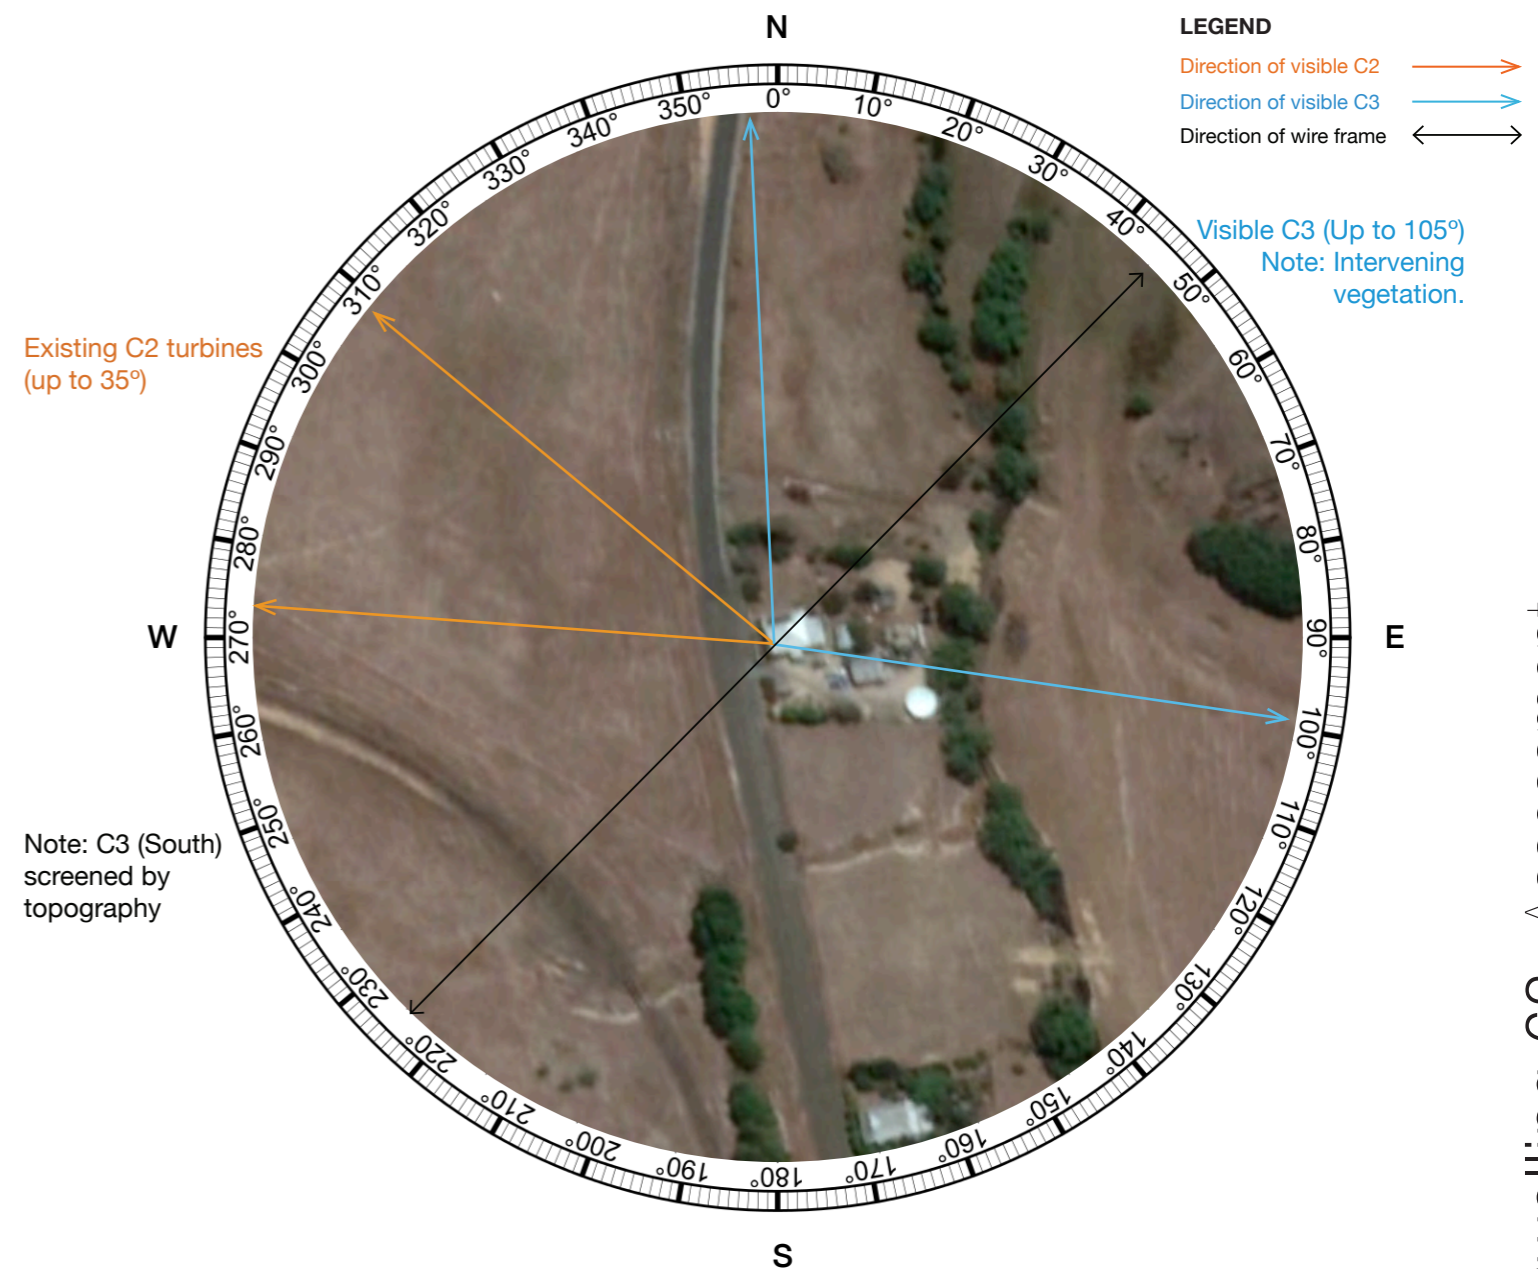 N
LEGEND
Direction of visible C2
Direction of visible C3
Direction of wire frame
Visible C3 (Up to 105º)
Note: Intervening
vegetation.
Existing C2 turbines
(up to 35º)
W
E
Note: C3 (South)
screened by
topography
S
0°
10°
20°
30°
40°
50°
60°
70°
80°
90°
100°
110°
120°
130°
140°
150°
160°
170°
180°
190°
200°
210°
220°
230°
240°
250°
260°
270°
280°
290°
300°
310°
320°
330°
340°
350°